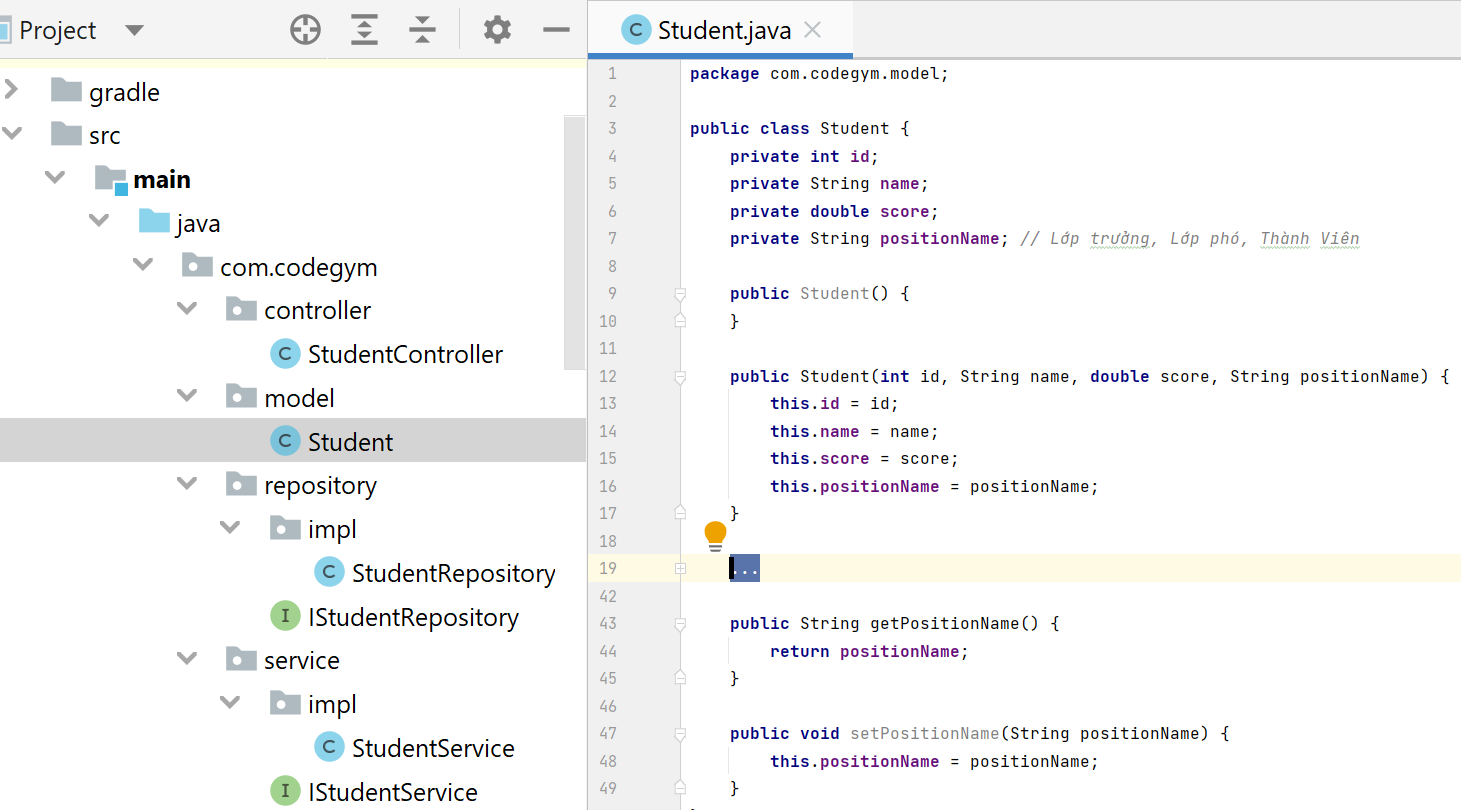 Project
gradle
src
main
java
com.codegym
controller
C StudentController
model
C Student
repository
impl
C StudentRepository
I IStudentRepository
service
impl
C StudentService
I IStudentService
C Student.java
1 package com.codegym.model;
2
3 public class Student {
4 private int id;
5 private String name;
6 private double score;
7 private String positionName; // Lớp trưởng, Lớp phó, Thành Viên
8
9 public Student() {
10 }
11
12 public Student(int id, String name, double score, String positionName) {
13 this.id = id;
14 this.name = name;
15 this.score = score;
16 this.positionName = positionName;
17 }
18
19 ...
42
43 public String getPositionName() {
44 return positionName;
45 }
46
47 public void setPositionName(String positionName) {
48 this.positionName = positionName;
49 }